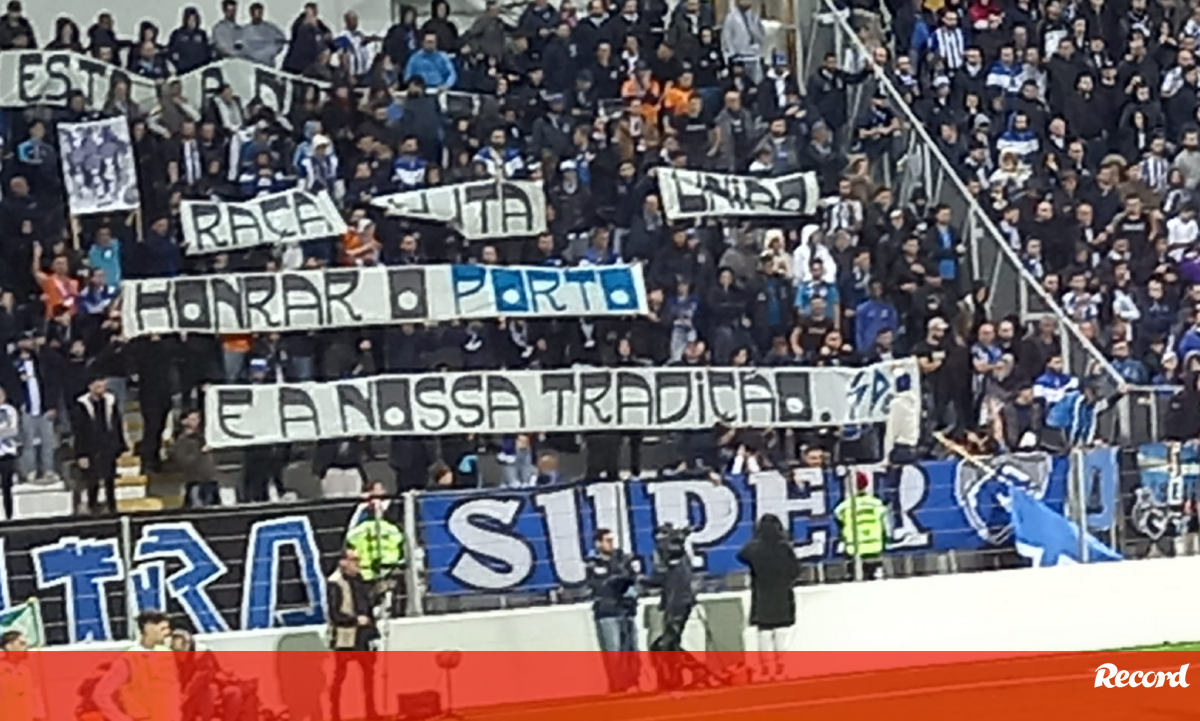 RAÇA
LUTA
UNIÃO
HONRAR O PORTO
E A NOSSA TRADIÇÃO.
SUPER
Record